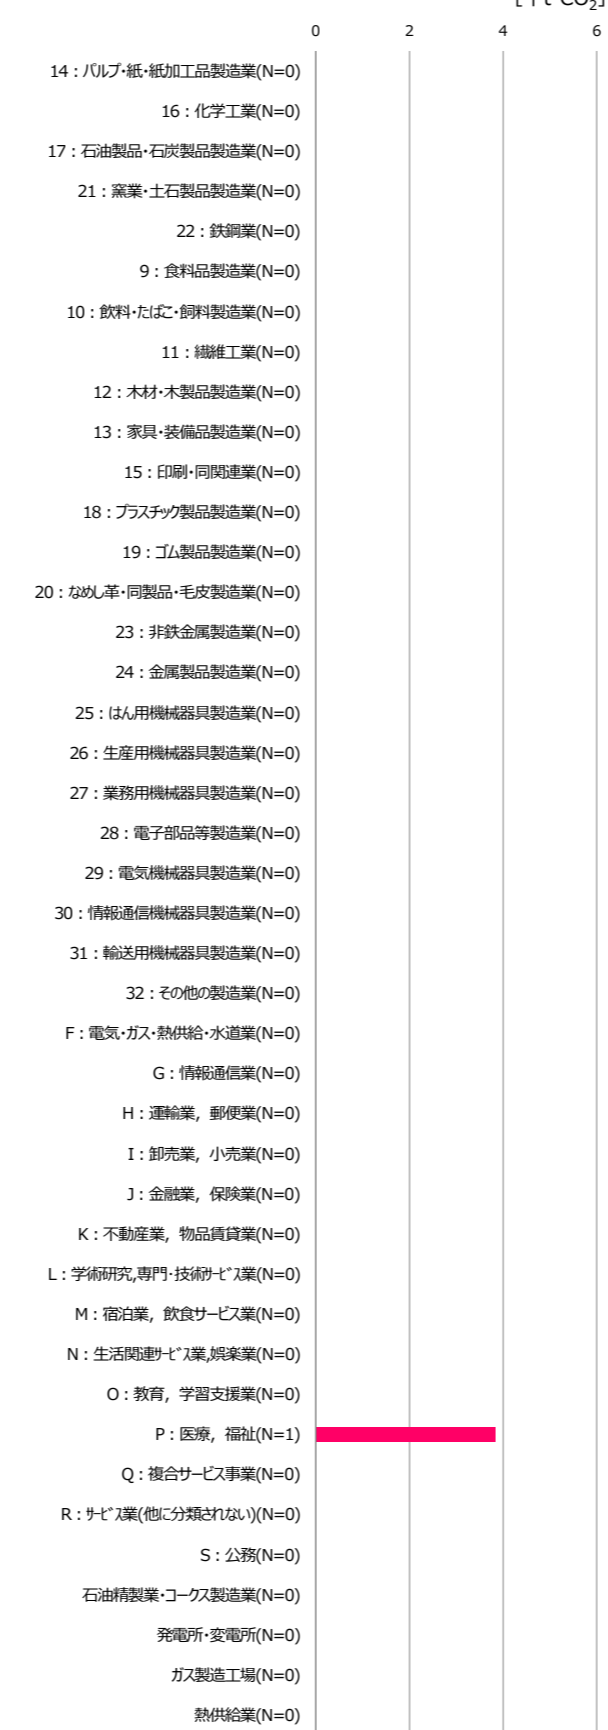 0 2 4 6
14：パルプ・紙・紙加工品製造業(N=0)
16：化学工業(N=0)
17：石油製品・石炭製品製造業(N=0)
21：窯業・土石製品製造業(N=0)
22：鉄鋼業(N=0)
9：食料品製造業(N=0)
10：飲料・たばこ・飼料製造業(N=0)
11：繊維工業(N=0)
12：木材・木製品製造業(N=0)
13：家具・装備品製造業(N=0)
15：印刷・同関連業(N=0)
18：プラスチック製品製造業(N=0)
19：ゴム製品製造業(N=0)
20：なめし革・同製品・毛皮製造業(N=0)
23：非鉄金属製造業(N=0)
24：金属製品製造業(N=0)
25：はん用機械器具製造業(N=0)
26：生産用機械器具製造業(N=0)
27：業務用機械器具製造業(N=0)
28：電子部品等製造業(N=0)
29：電気機械器具製造業(N=0)
30：情報通信機械器具製造業(N=0)
31：輸送用機械器具製造業(N=0)
32：その他の製造業(N=0)
F：電気・ガス・熱供給・水道業(N=0)
G：情報通信業(N=0)
H：運輸業，郵便業(N=0)
I：卸売業，小売業(N=0)
J：金融業，保険業(N=0)
K：不動産業，物品賃貸業(N=0)
L：学術研究,専門・技術ｻｰﾋﾞｽ業(N=0)
M：宿泊業，飲食サービス業(N=0)
N：生活関連ｻｰﾋﾞｽ業,娯楽業(N=0)
O：教育，学習支援業(N=0)
P：医療，福祉(N=1)
Q：複合サービス事業(N=0)
R：ｻｰﾋﾞｽ業(他に分類されない)(N=0)
S：公務(N=0)
石油精製業・コークス製造業(N=0)
発電所・変電所(N=0)
ガス製造工場(N=0)
熱供給業(N=0)